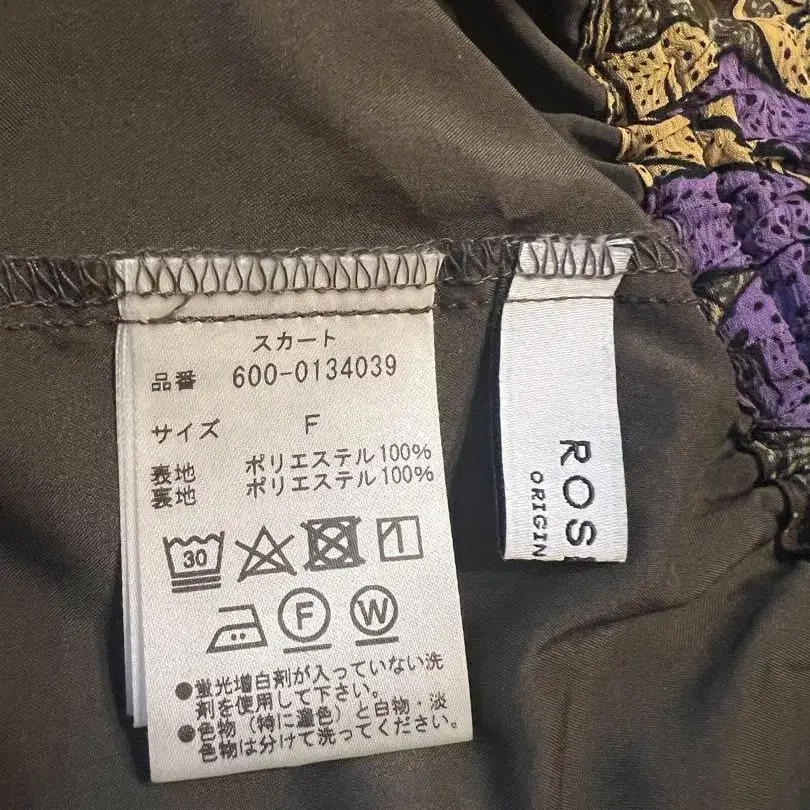 スカート
品番 600-0134039
サイズ F
表地 ポリエステル100%
裏地 ポリエステル100%
30
F
W
●蛍光増白剤が入っていない洗
剤を使用して下さい。
●色物（特に濃色）と白物・淡
色物は分けて洗ってください。
ROS
ORIGIN